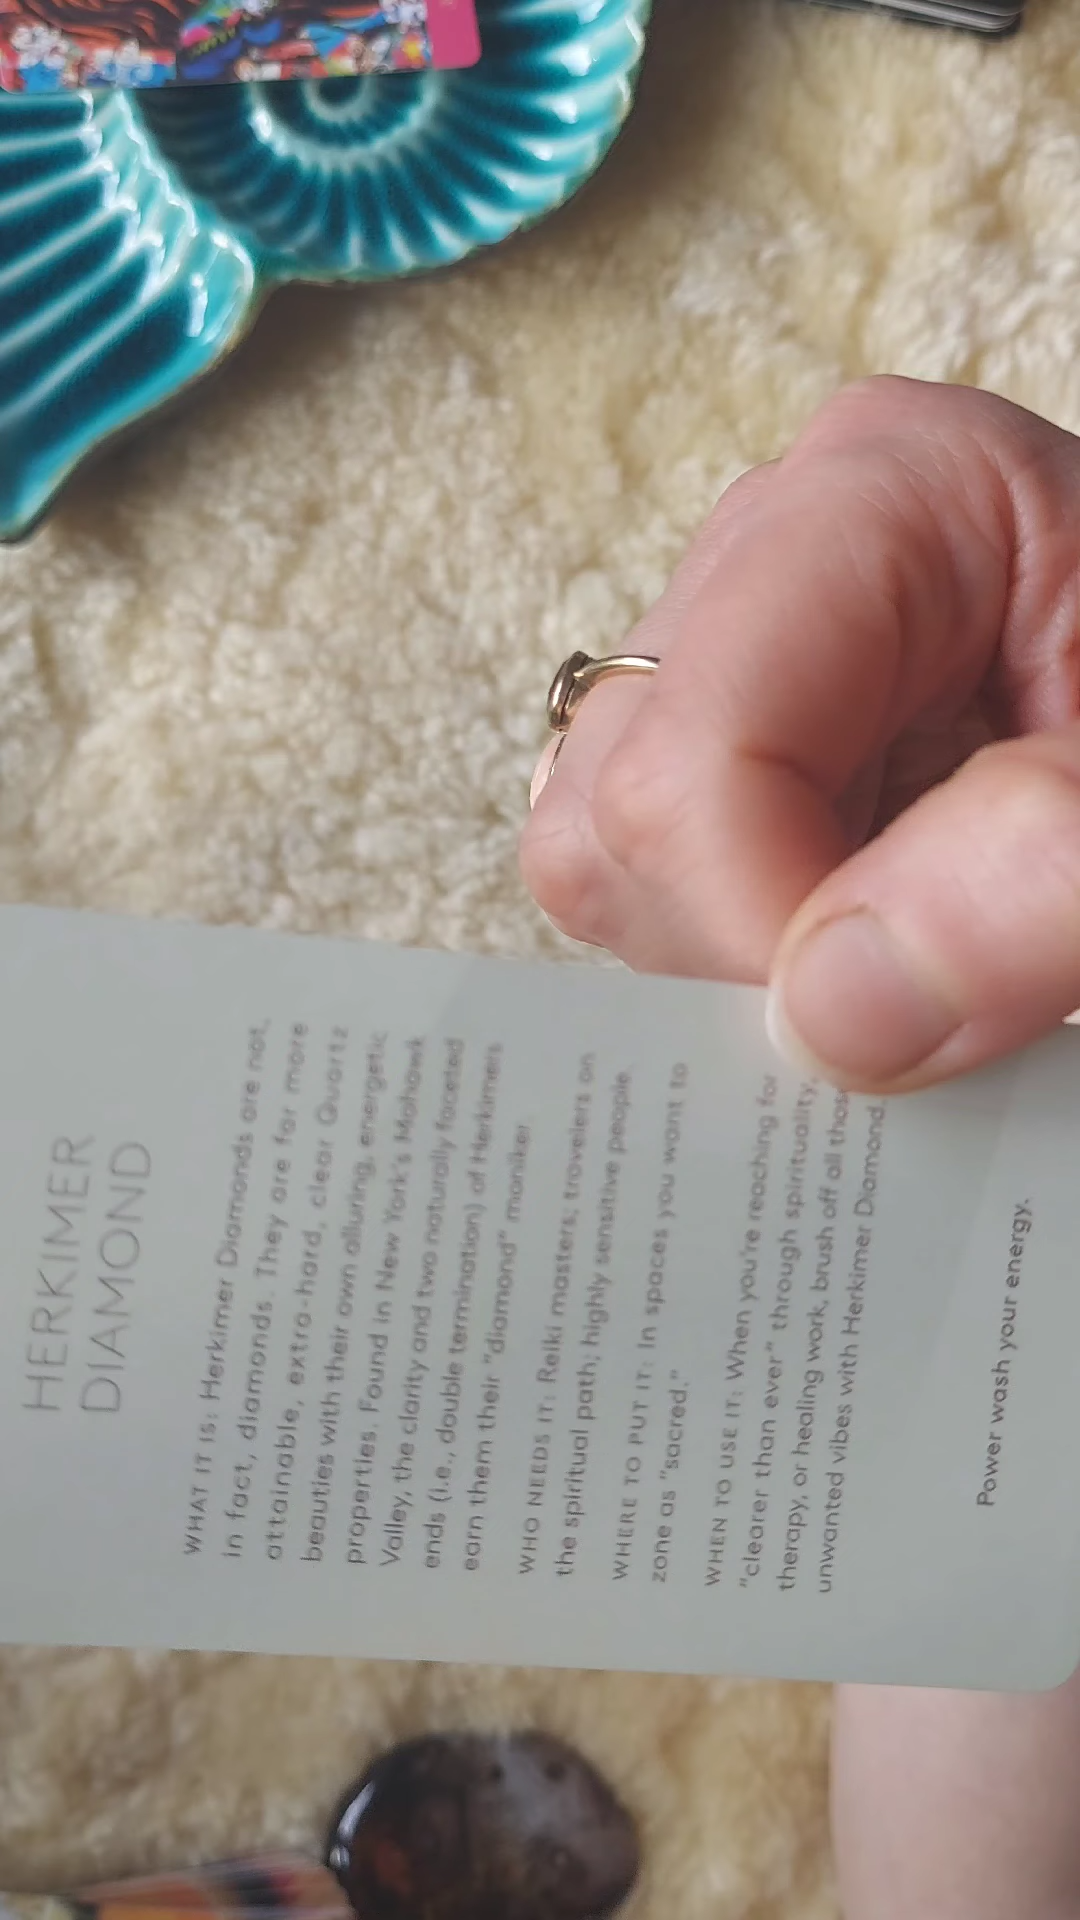 HERKIMER
DIAMOND
WHAT IT IS: Herkimer Diamonds are not,
in fact, diamonds. They are far more
attainable, extra-hard, clear Quartz
beauties with their own alluring, energetic
properties. Found in New York's Mohawk
Valley, the clarity and two naturally faceted
ends (i.e., double termination) of Herkimers
earn them their "diamond" moniker.
WHO NEEDS IT: Reiki masters; travelers on
the spiritual path; highly sensitive people.
WHERE TO PUT IT: In spaces you want to
zone as "sacred."
WHEN TO USE IT: When you're reaching for
"clearer than ever" through spirituality,
therapy, or healing work, brush off all those
unwanted vibes with Herkimer Diamond.
Power wash your energy.